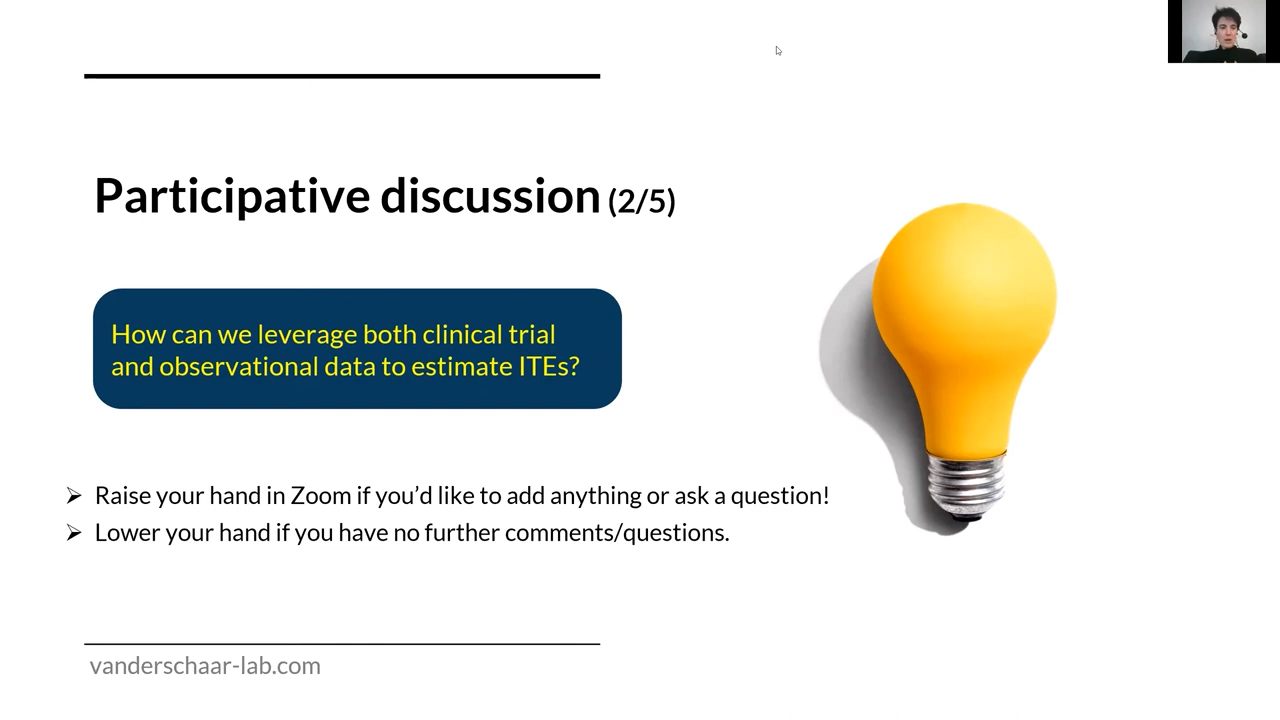 Participative discussion (2/5)
How can we leverage both clinical trial
and observational data to estimate ITEs?
➢ Raise your hand in Zoom if you’d like to add anything or ask a question!
➢ Lower your hand if you have no further comments/questions.
vanderschaar-lab.com